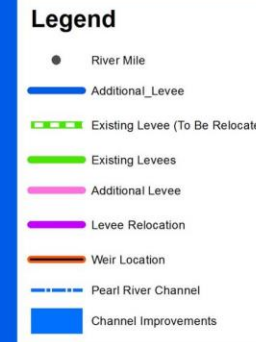 Legend
River Mile
Additional_Levee
Existing Levee (To Be Relocate
Existing Levees
Additional Levee
Levee Relocation
Weir Location
Pearl River Channel
Channel Improvements